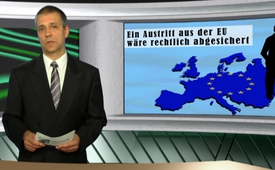 Ein Austritt aus der EU
wäre rechtlich abgesichert